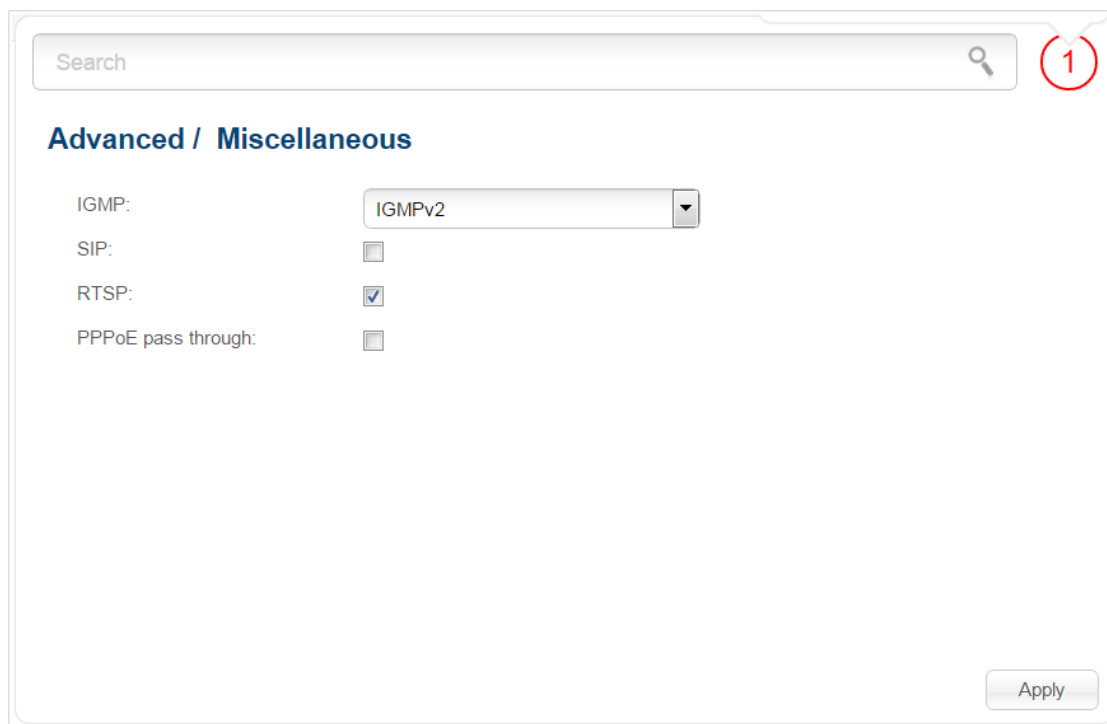 Search
1
Advanced / Miscellaneous
IGMP: IGMPv2
SIP:
RTSP:
PPPoE pass through:
Apply